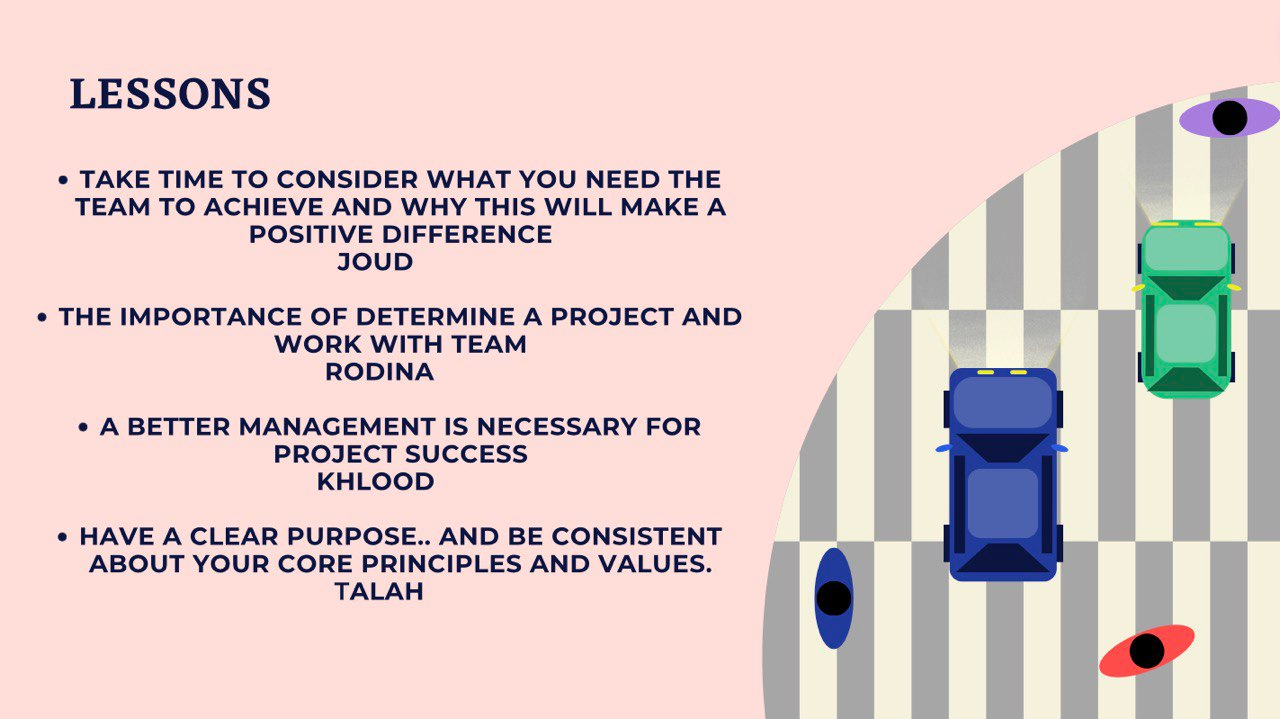 LESSONS
• TAKE TIME TO CONSIDER WHAT YOU NEED THE
TEAM TO ACHIEVE AND WHY THIS WILL MAKE A
POSITIVE DIFFERENCE
JOUD
• THE IMPORTANCE OF DETERMINE A PROJECT AND
WORK WITH TEAM
RODINA
• A BETTER MANAGEMENT IS NECESSARY FOR
PROJECT SUCCESS
KHLOOD
• HAVE A CLEAR PURPOSE.. AND BE CONSISTENT
ABOUT YOUR CORE PRINCIPLES AND VALUES.
TALAH